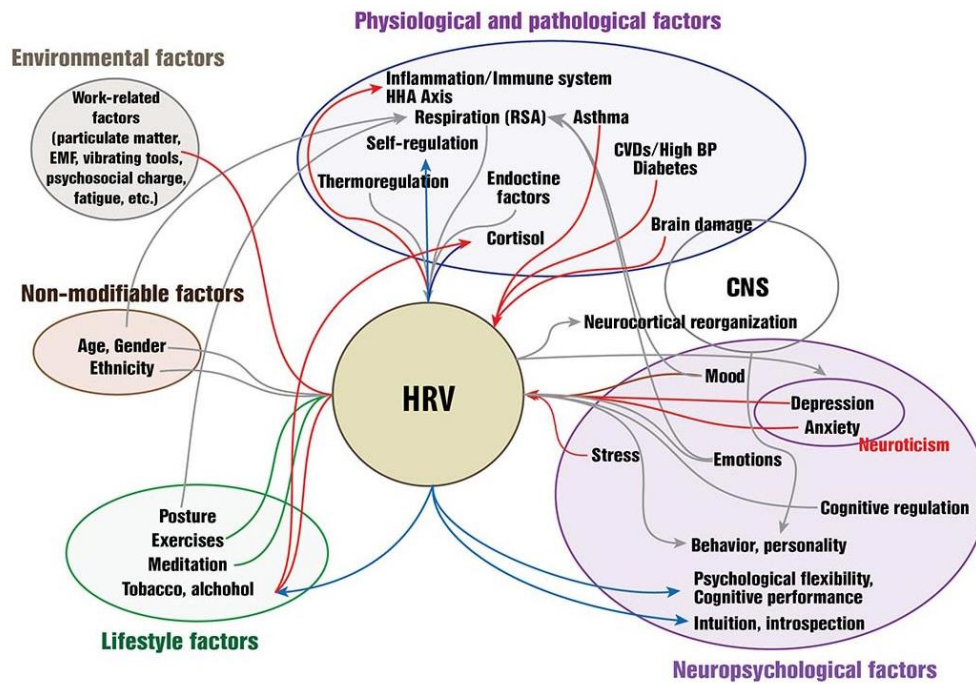 Physiological and pathological factors
Environmental factors
Work-related
factors
(particulate matter,
EMF, vibrating tools,
psychosocial charge,
fatigue, etc.)
Inflammation/Immune system
HHA Axis
Respiration (RSA)
Asthma
Self-regulation
CVDs/High BP
Diabetes
Thermoregulation
Endoctine
factors
Cortisol
Brain damage
CNS
Non-modifiable factors
Age, Gender
Ethnicity
HRV
Neurocortical reorganization
Mood
Depression
Anxiety
Neuroticism
Stress
Emotions
Cognitive regulation
Behavior, personality
Psychological flexibility,
Cognitive performance
Intuition, introspection
Posture
Exercises
Meditation
Tobacco, alchohol
Lifestyle factors
Neuropsychological factors